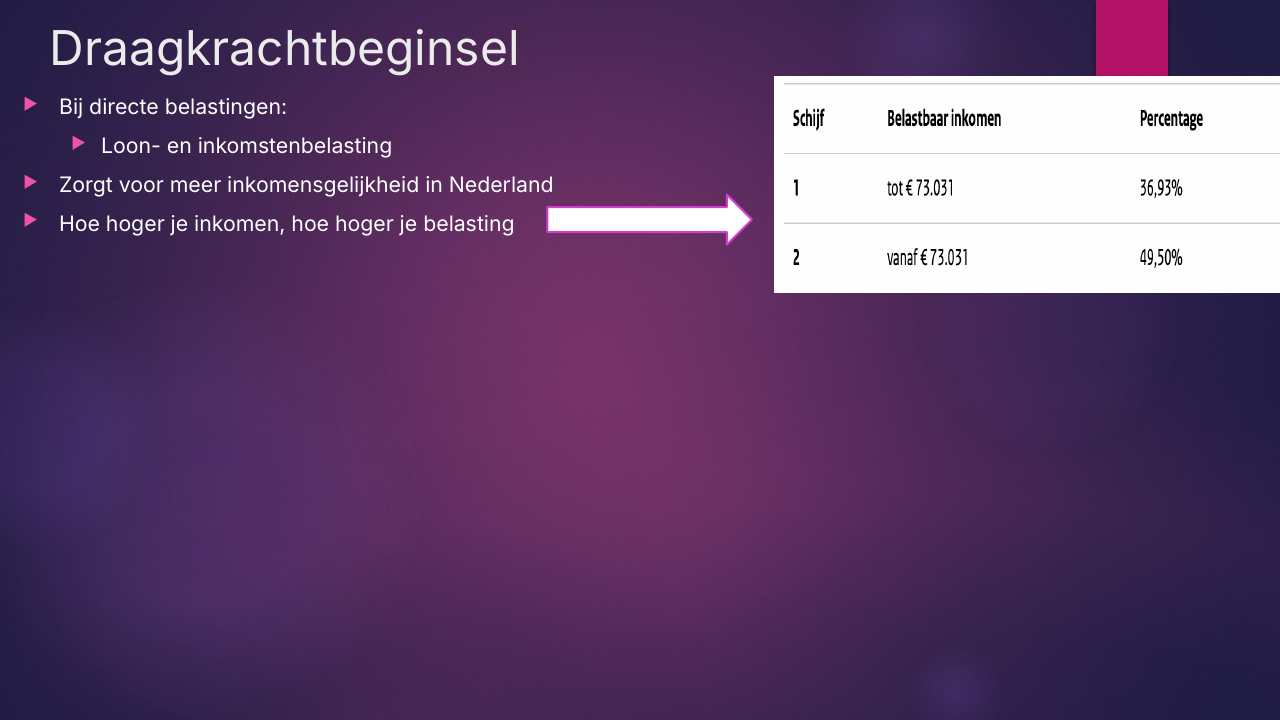 Draagkrachtbeginsel
Bij directe belastingen:
Loon- en inkomstenbelasting
Zorgt voor meer inkomensgelijkheid in Nederland
Hoe hoger je inkomen, hoe hoger je belasting
Schijf Belastbaar inkomen Percentage
1 tot € 73.031 36,93%
2 vanaf € 73.031 49,50%